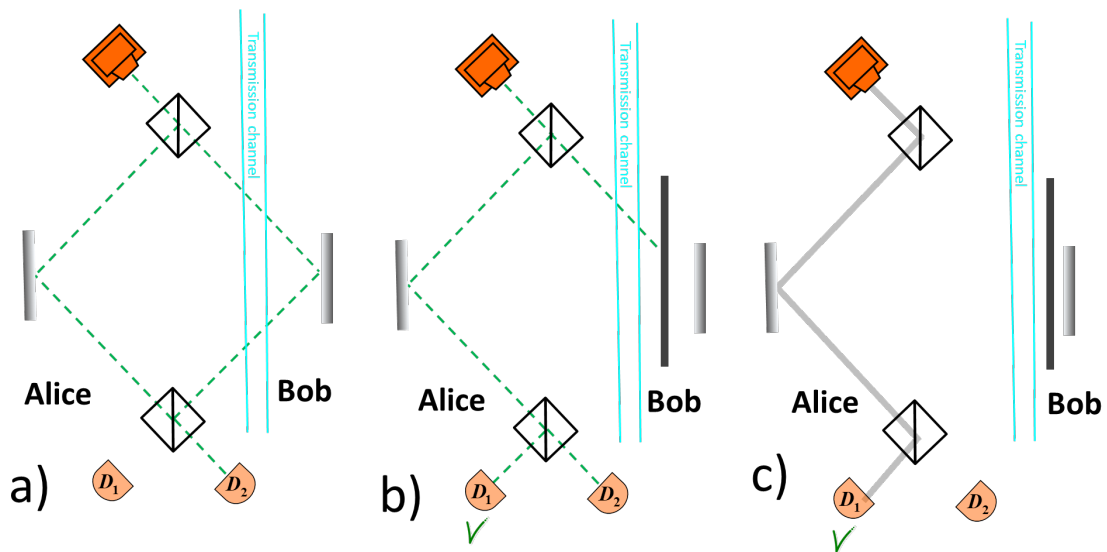 Transmission channel
Alice
Bob
D₁
D₂
a)
Transmission channel
Alice
Bob
D₁
D₂
b)
Transmission channel
Alice
Bob
D₁
D₂
c)